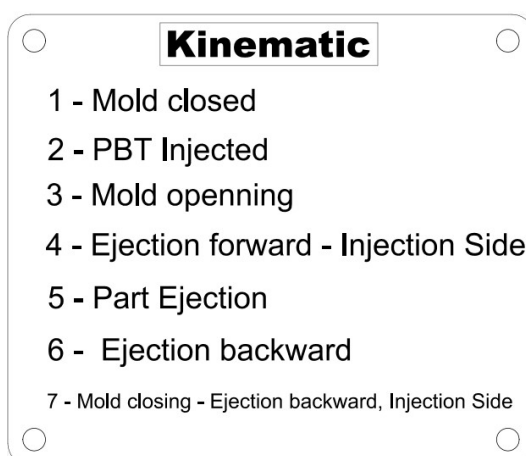 Kinematic
1 - Mold closed
2 - PBT Injected
3 - Mold openning
4 - Ejection forward - Injection Side
5 - Part Ejection
6 - Ejection backward
7 - Mold closing - Ejection backward, Injection Side